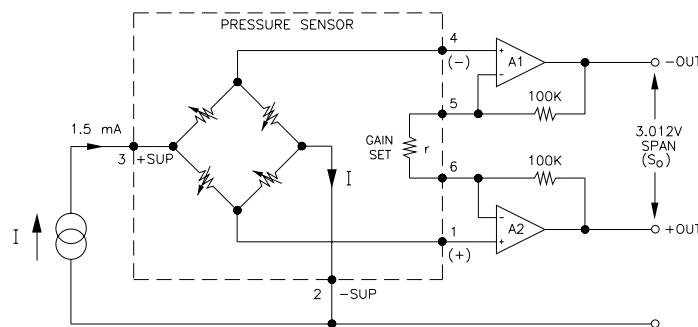 PRESSURE SENSOR
4
(−)
+
A1
−
−OUT
5
100K
1.5 mA
3
+SUP
GAIN
SET
r
3.012V
SPAN
(So)
6
100K
I
I
−
A2
+
+OUT
1
(+)
2
−SUP